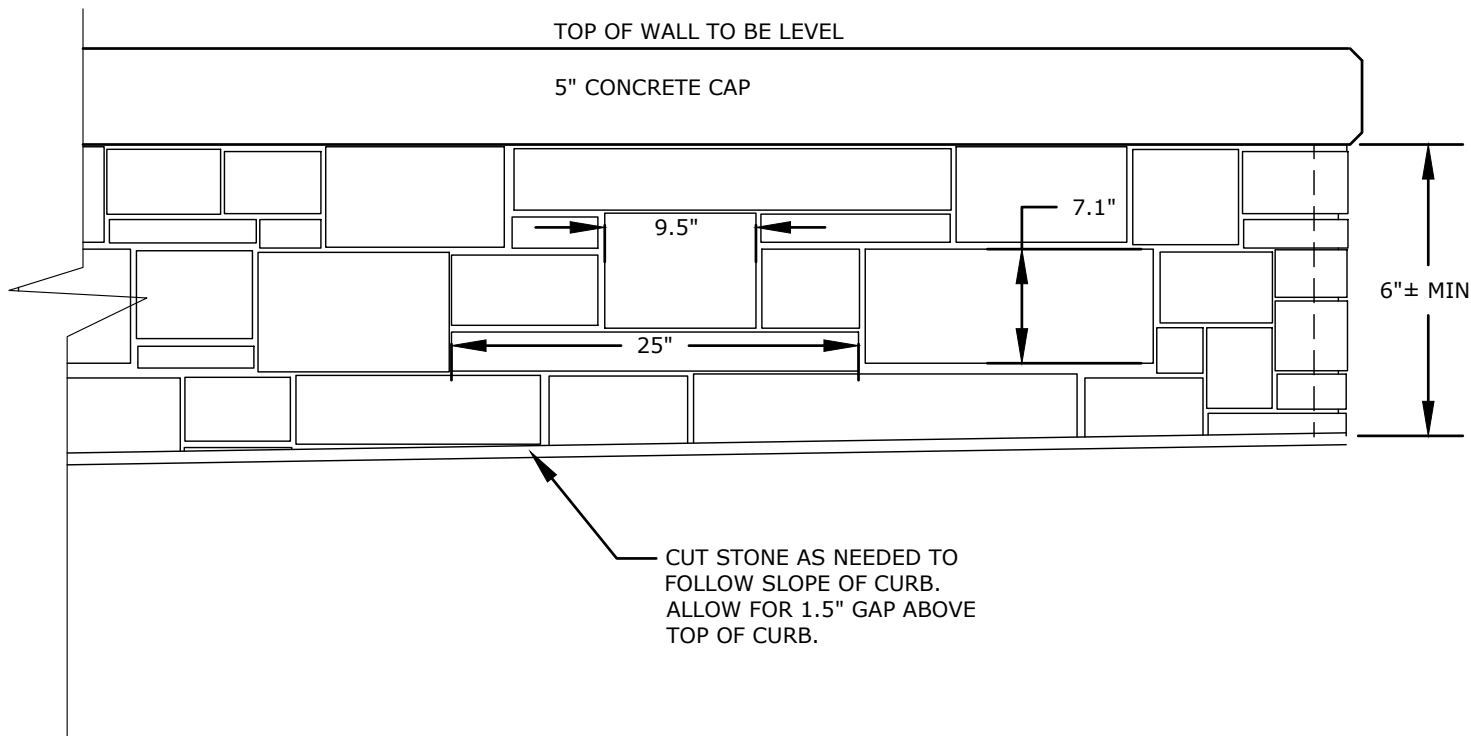 TOP OF WALL TO BE LEVEL
5" CONCRETE CAP
7.1"
9.5"
6"± MIN
25"
CUT STONE AS NEEDED TO
FOLLOW SLOPE OF CURB.
ALLOW FOR 1.5" GAP ABOVE
TOP OF CURB.